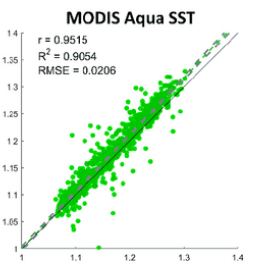 MODIS Aqua SST
1.4
r = 0.9515
R² = 0.9054
RMSE = 0.0206
1.35
1.3
1.25
1.2
1.15
1.1
1.05
1
1 1.1 1.2 1.3 1.4